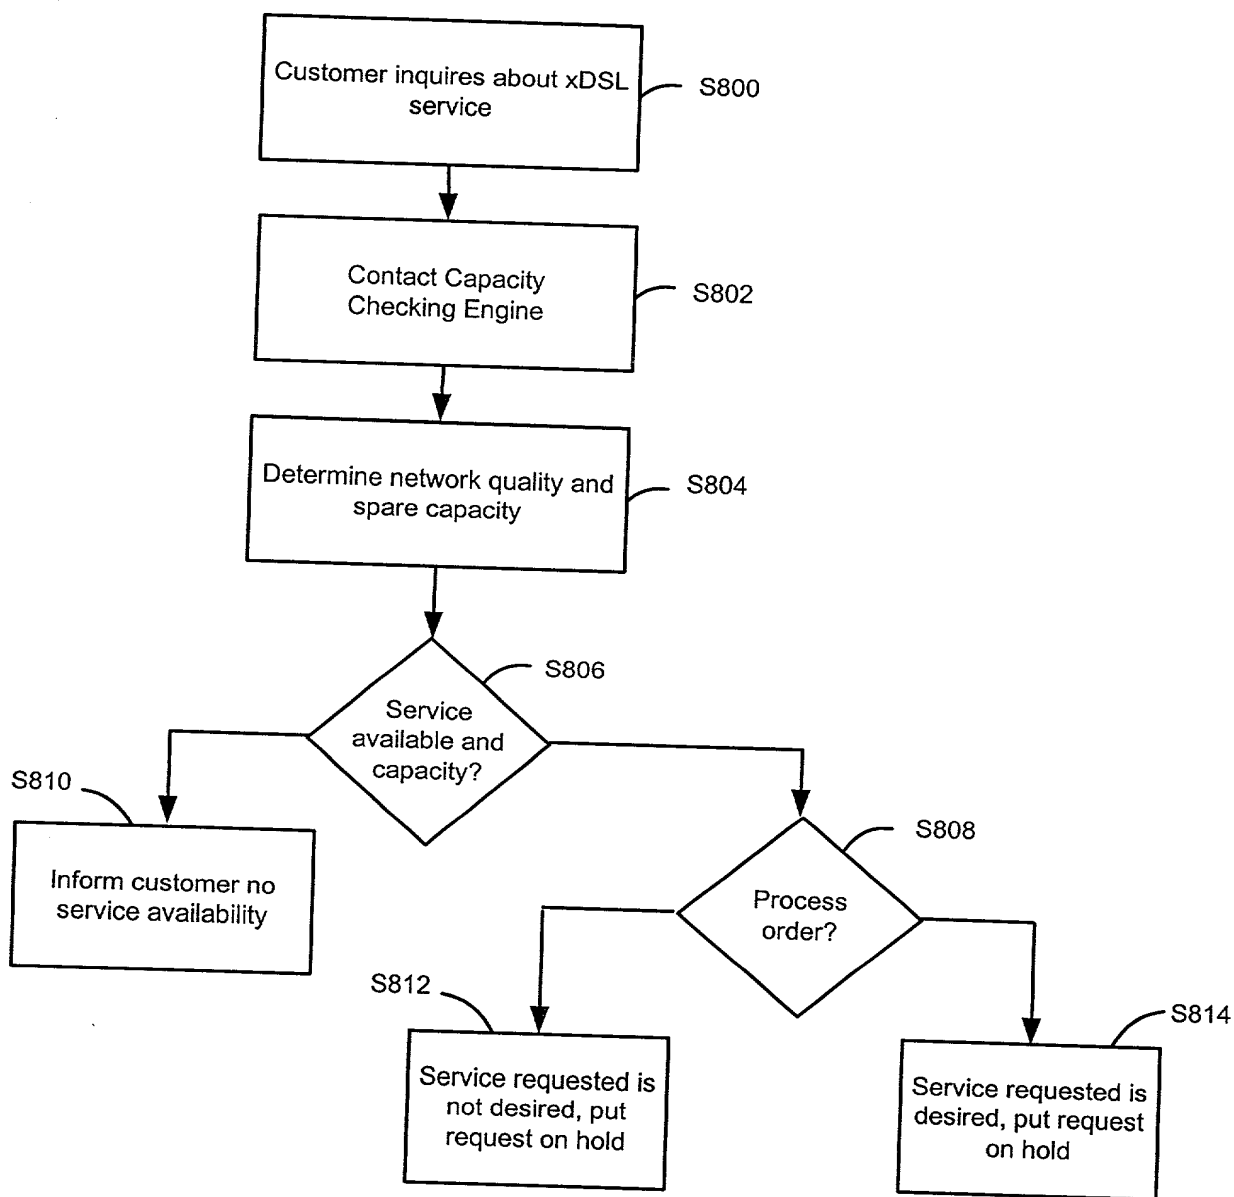 Customer inquires about xDSL
service
S800
Contact Capacity
Checking Engine
S802
Determine network quality and
spare capacity
S804
S806
Service
available and
capacity?
S810
Inform customer no
service availability
S808
Process
order?
S812
Service requested is
not desired, put
request on hold
S814
Service requested is
desired, put request
on hold